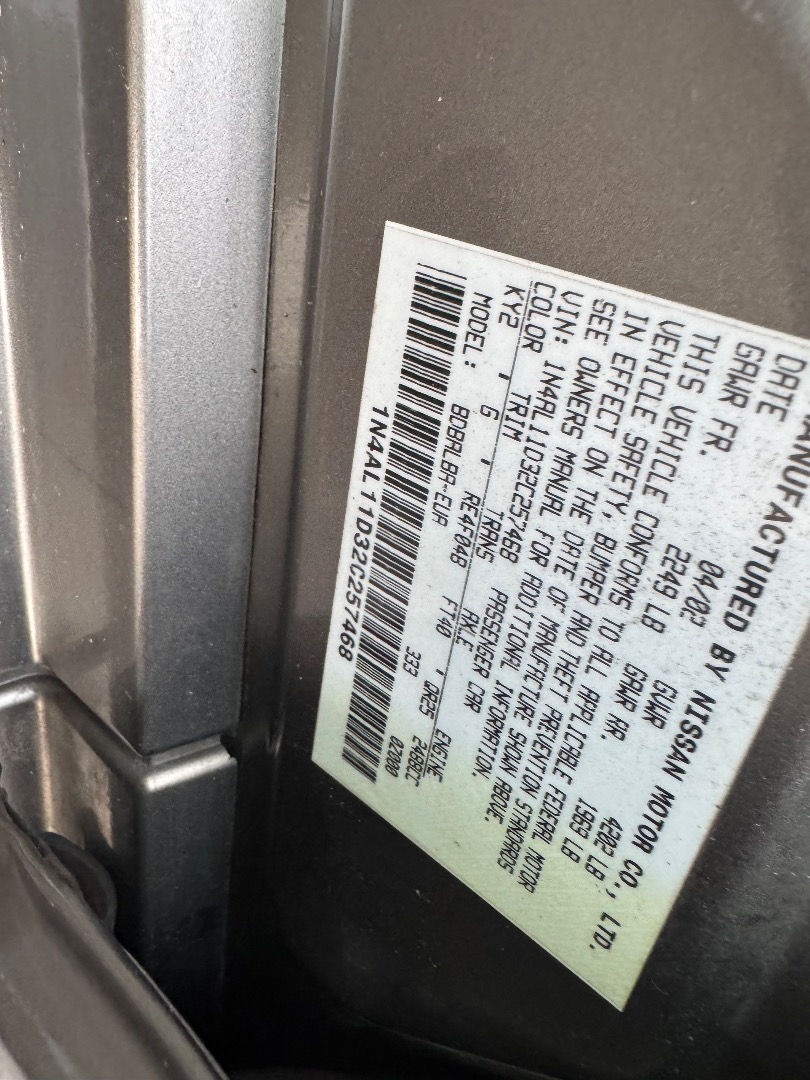 MANUFACTURED BY NISSAN MOTOR CO., LTD.
DATE 04/02 GVWR 4202 LB
GAWR FR. 2249 LB GAWR RR. 1969 LB
THIS VEHICLE CONFORMS TO ALL APPLICABLE FEDERAL MOTOR
VEHICLE SAFETY, BUMPER AND THEFT PREVENTION STANDARDS
IN EFFECT ON THE DATE OF MANUFACTURE SHOWN ABOVE.
SEE OWNERS MANUAL FOR ADDITIONAL INFORMATION.
VIN: 1N4AL11D32C257468 PASSENGER CAR
COLOR TRIM TRANS AXLE ENGINE
KY2 G RE4F04B FT40 QR25 2488CC
MODEL: BDBALBA-EUA 333 02000
1N4AL11D32C257468